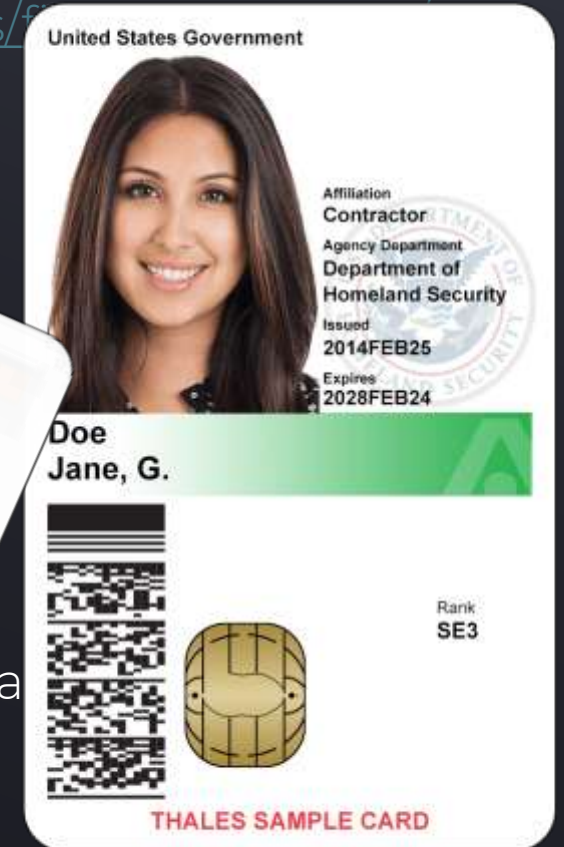 s/fi
United States Government
Affiliation
Contractor
Agency Department
Department of
Homeland Security
Issued
2014FEB25
Expires
2028FEB24
Doe
Jane, G.
Rank
SE3
a
THALES SAMPLE CARD